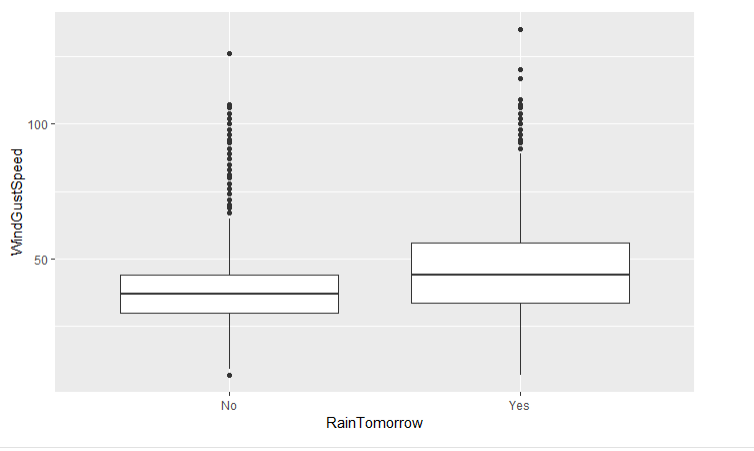 WindGustSpeed
100
50
No
Yes
RainTomorrow